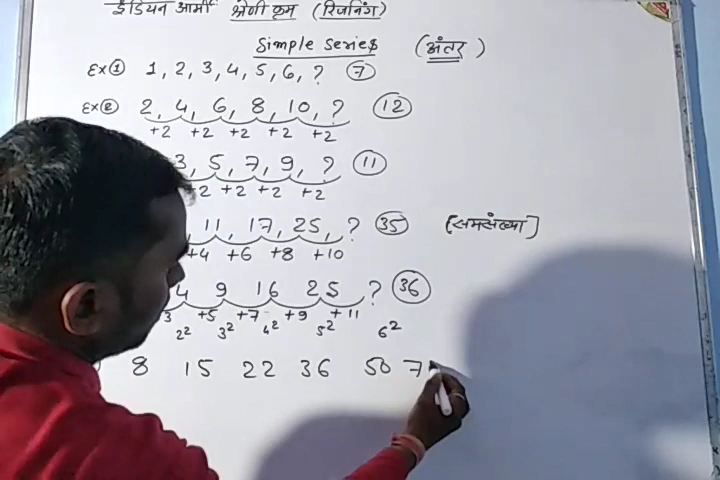 इंडियन आर्मी श्रेणी क्रम (रिजनिंग)
Simple Series (अंतर)
Ex① 1, 2, 3, 4, 5, 6, ? ⑦
Ex② 2, 4, 6, 8, 10, ? ⑫
+2 +2 +2 +2 +2
3, 5, 7, 9, ? ⑪
+2 +2 +2 +2
11, 17, 25, ? ㉟ [समसंख्या]
+4 +6 +8 +10
4 9 16 25 ? ㊱
3 +5 +7 +9 +11
2² 3² 4² 5² 6²
8 15 22 36 50 7